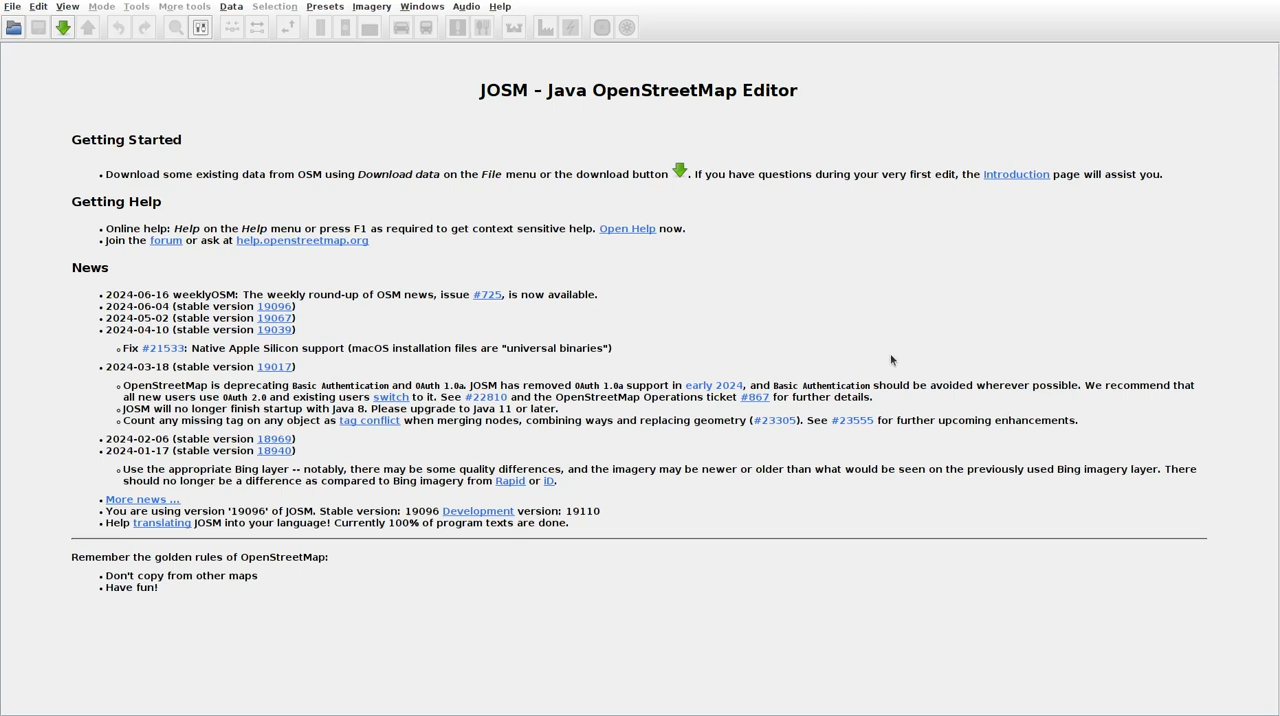 File Edit View Mode Tools More tools Data Selection Presets Imagery Windows Audio Help
JOSM – Java OpenStreetMap Editor
Getting Started
• Download some existing data from OSM using Download data on the File menu or the download button . If you have questions during your very first edit, the Introduction page will assist you.
Getting Help
• Online help: Help on the Help menu or press F1 as required to get context sensitive help. Open Help now.
• Join the forum or ask at help.openstreetmap.org
News
• 2024-06-16 weeklyOSM: The weekly round-up of OSM news, issue #725, is now available.
• 2024-06-04 (stable version 19096)
• 2024-05-02 (stable version 19067)
• 2024-04-10 (stable version 19039)
◦ Fix #21533: Native Apple Silicon support (macOS installation files are "universal binaries")
• 2024-03-18 (stable version 19017)
◦ OpenStreetMap is deprecating Basic Authentication and OAuth 1.0a. JOSM has removed OAuth 1.0a support in early 2024, and Basic Authentication should be avoided wherever possible. We recommend that
all new users use OAuth 2.0 and existing users switch to it. See #22810 and the OpenStreetMap Operations ticket #867 for further details.
◦ JOSM will no longer finish startup with Java 8. Please upgrade to Java 11 or later.
◦ Count any missing tag on any object as tag conflict when merging nodes, combining ways and replacing geometry (#23305). See #23555 for further upcoming enhancements.
• 2024-02-06 (stable version 18969)
• 2024-01-17 (stable version 18940)
◦ Use the appropriate Bing layer -- notably, there may be some quality differences, and the imagery may be newer or older than what would be seen on the previously used Bing imagery layer. There
should no longer be a difference as compared to Bing imagery from Rapid or iD.
• More news ...
• You are using version '19096' of JOSM. Stable version: 19096 Development version: 19110
• Help translating JOSM into your language! Currently 100% of program texts are done.
Remember the golden rules of OpenStreetMap:
• Don't copy from other maps
• Have fun!